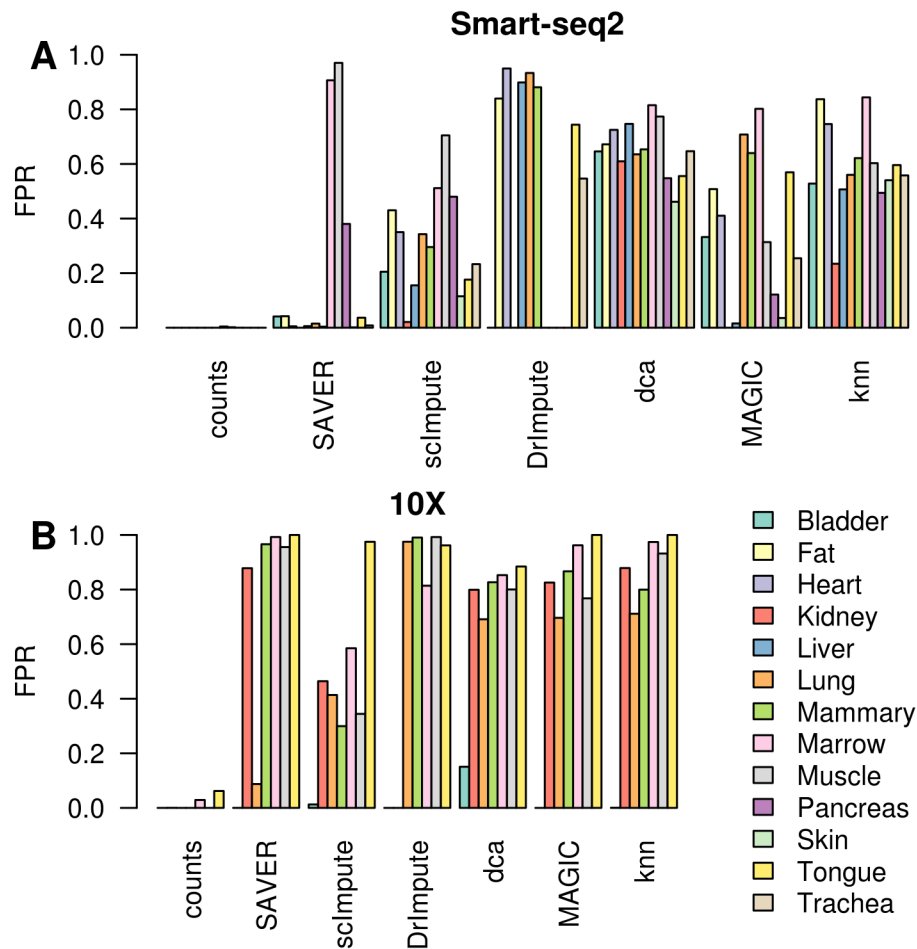 Smart-seq2
A
FPR
1.0
0.8
0.6
0.4
0.2
0.0
counts
SAVER
scImpute
DrImpute
dca
MAGIC
knn
10X
B
FPR
1.0
0.8
0.6
0.4
0.2
0.0
counts
SAVER
scImpute
DrImpute
dca
MAGIC
knn
Bladder
Fat
Heart
Kidney
Liver
Lung
Mammary
Marrow
Muscle
Pancreas
Skin
Tongue
Trachea